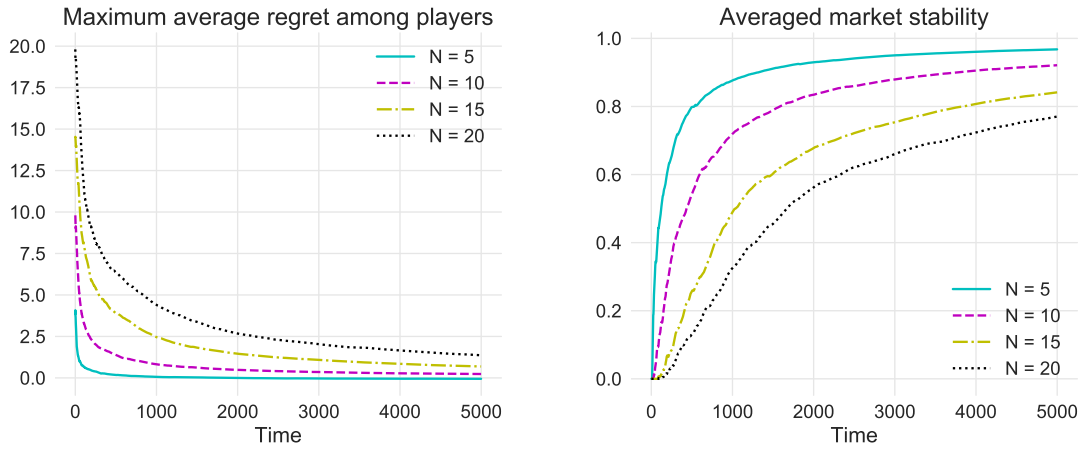 Maximum average regret among players
20.0
17.5
15.0
12.5
10.0
7.5
5.0
2.5
0.0
N = 5
N = 10
N = 15
N = 20
0 1000 2000 3000 4000 5000
Time
Averaged market stability
1.0
0.8
0.6
0.4
0.2
0.0
N = 5
N = 10
N = 15
N = 20
0 1000 2000 3000 4000 5000
Time